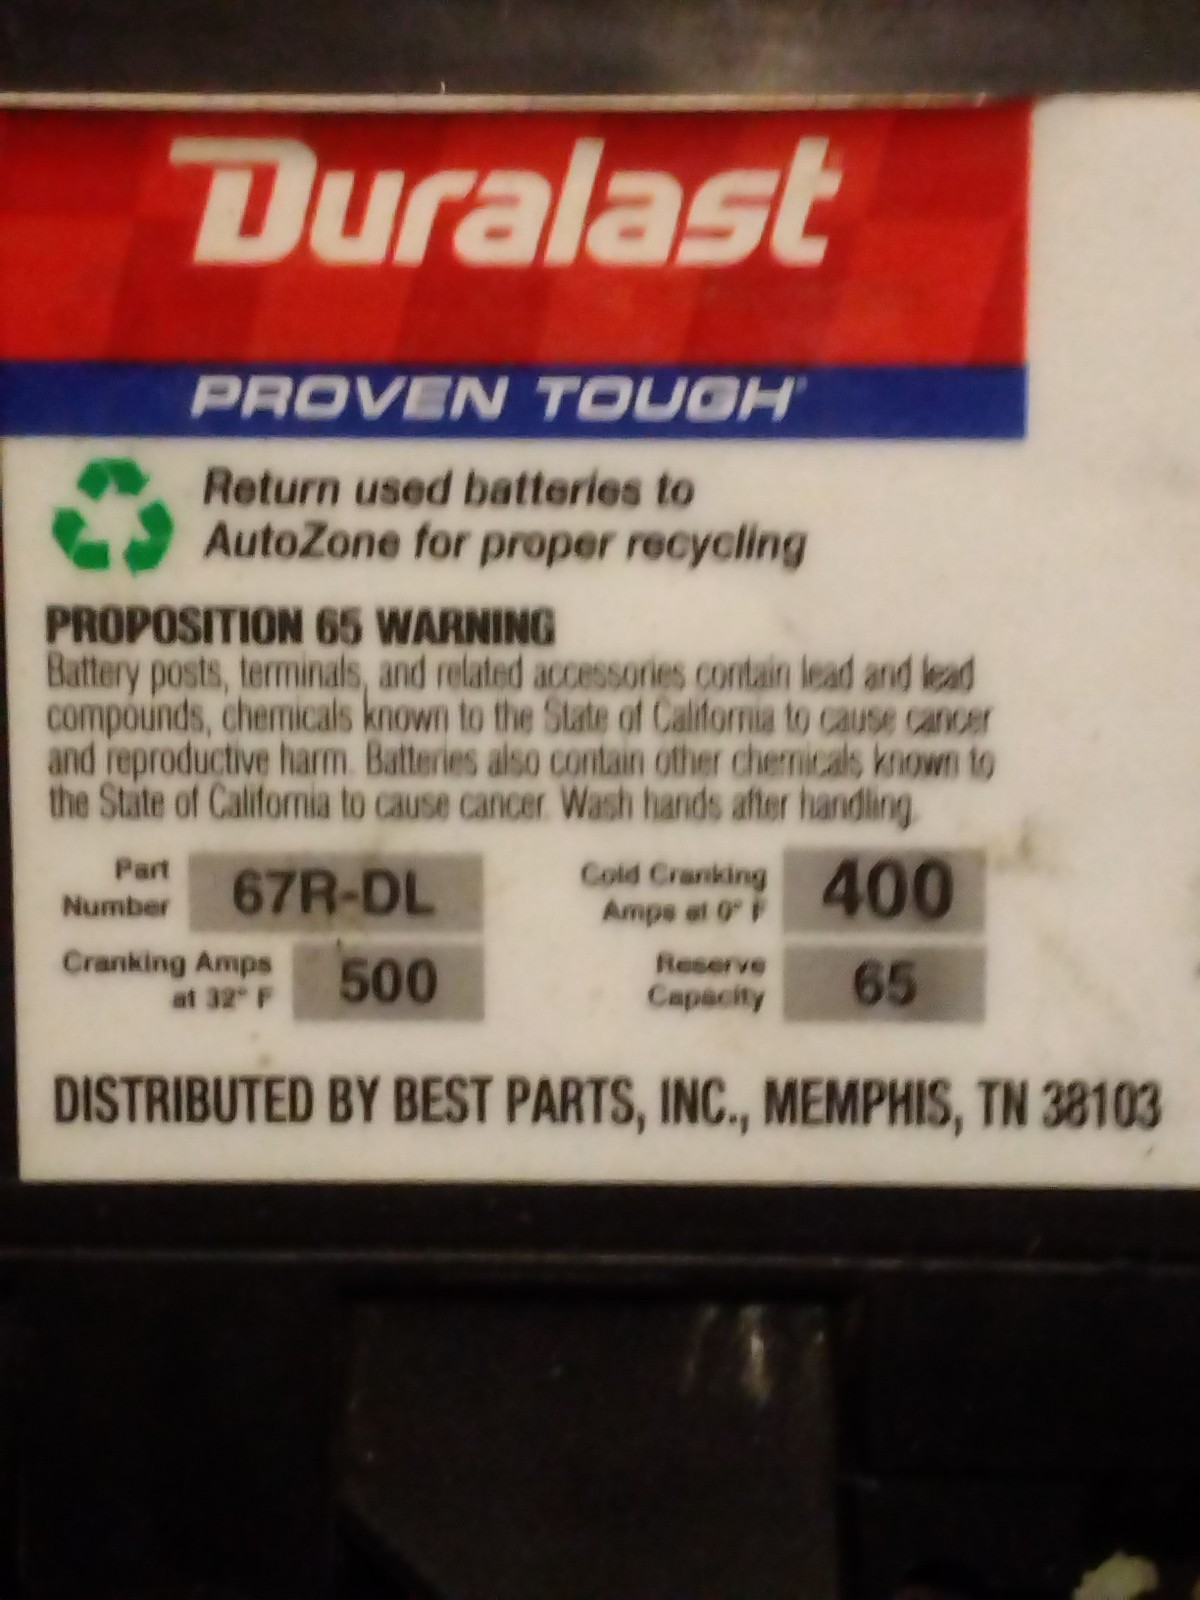 Duralast
PROVEN TOUGH®
Return used batteries to
AutoZone for proper recycling
PROPOSITION 65 WARNING
Battery posts, terminals, and related accessories contain lead and lead
compounds, chemicals known to the State of California to cause cancer
and reproductive harm. Batteries also contain other chemicals known to
the State of California to cause cancer. Wash hands after handling.
Part Number 67R-DL
Cold Cranking Amps at 0° F 400
Cranking Amps at 32° F 500
Reserve Capacity 65
DISTRIBUTED BY BEST PARTS, INC., MEMPHIS, TN 38103